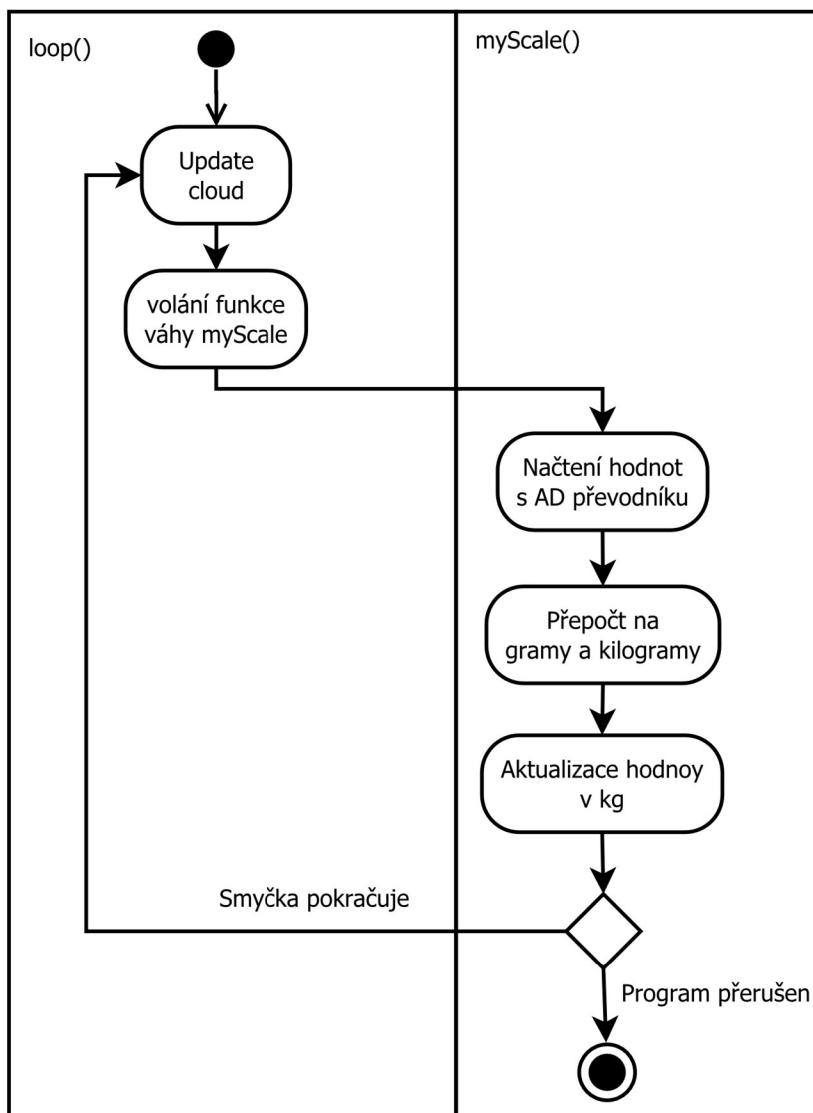 loop()
myScale()
Update
cloud
volání funkce
váhy myScale
Načtení hodnot
s AD převodníku
Přepočt na
gramy a kilogramy
Aktualizace hodnoy
v kg
Smyčka pokračuje
Program přerušen